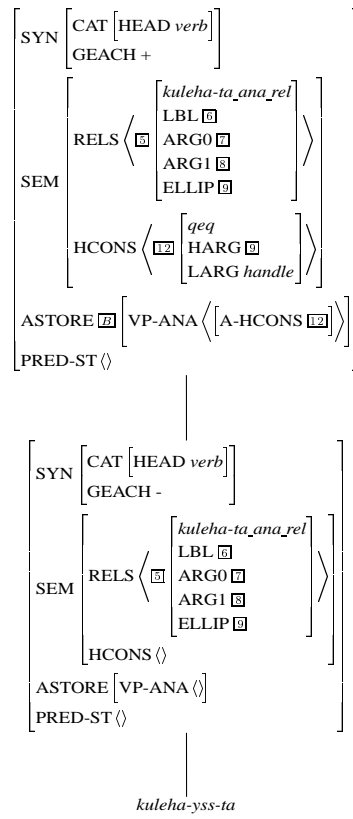 SYN [CAT [HEAD verb]
GEACH +]
SEM [RELS ⟨ 5 [kuleha-ta_ana_rel
LBL 6
ARG0 7
ARG1 8
ELLIP 9] ⟩
HCONS ⟨ 12 [qeq
HARG 9
LARG handle] ⟩]
ASTORE B [VP-ANA ⟨[A-HCONS 12]⟩]
PRED-ST ⟨⟩
SYN [CAT [HEAD verb]
GEACH -]
SEM [RELS ⟨ 5 [kuleha-ta_ana_rel
LBL 6
ARG0 7
ARG1 8
ELLIP 9] ⟩
HCONS ⟨⟩]
ASTORE [VP-ANA ⟨⟩]
PRED-ST ⟨⟩
kuleha-yss-ta